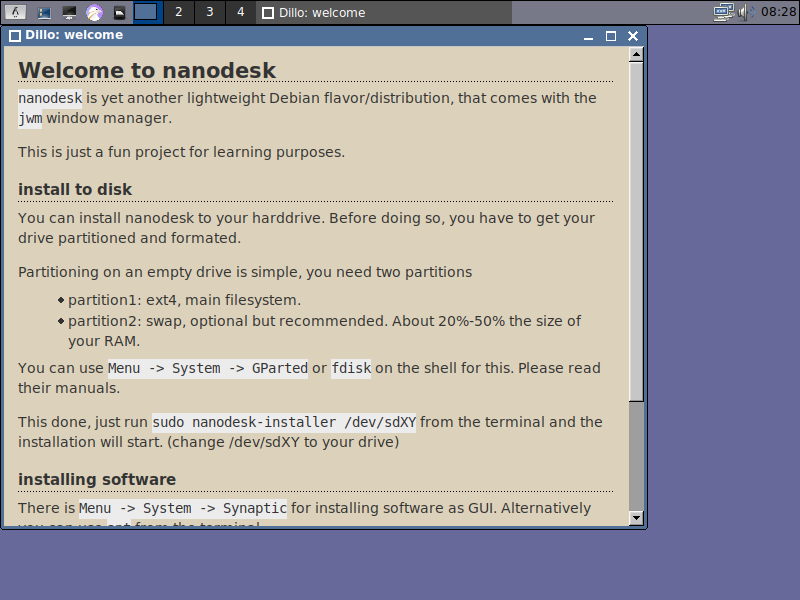 2 3 4 Dillo: welcome 08:28
Dillo: welcome
Welcome to nanodesk
nanodesk is yet another lightweight Debian flavor/distribution, that comes with the
jwm window manager.
This is just a fun project for learning purposes.
install to disk
You can install nanodesk to your harddrive. Before doing so, you have to get your
drive partitioned and formated.
Partitioning on an empty drive is simple, you need two partitions
partition1: ext4, main filesystem.
partition2: swap, optional but recommended. About 20%-50% the size of
your RAM.
You can use Menu -> System -> GParted or fdisk on the shell for this. Please read
their manuals.
This done, just run sudo nanodesk-installer /dev/sdXY from the terminal and the
installation will start. (change /dev/sdXY to your drive)
installing software
There is Menu -> System -> Synaptic for installing software as GUI. Alternatively
you can use apt from the terminal